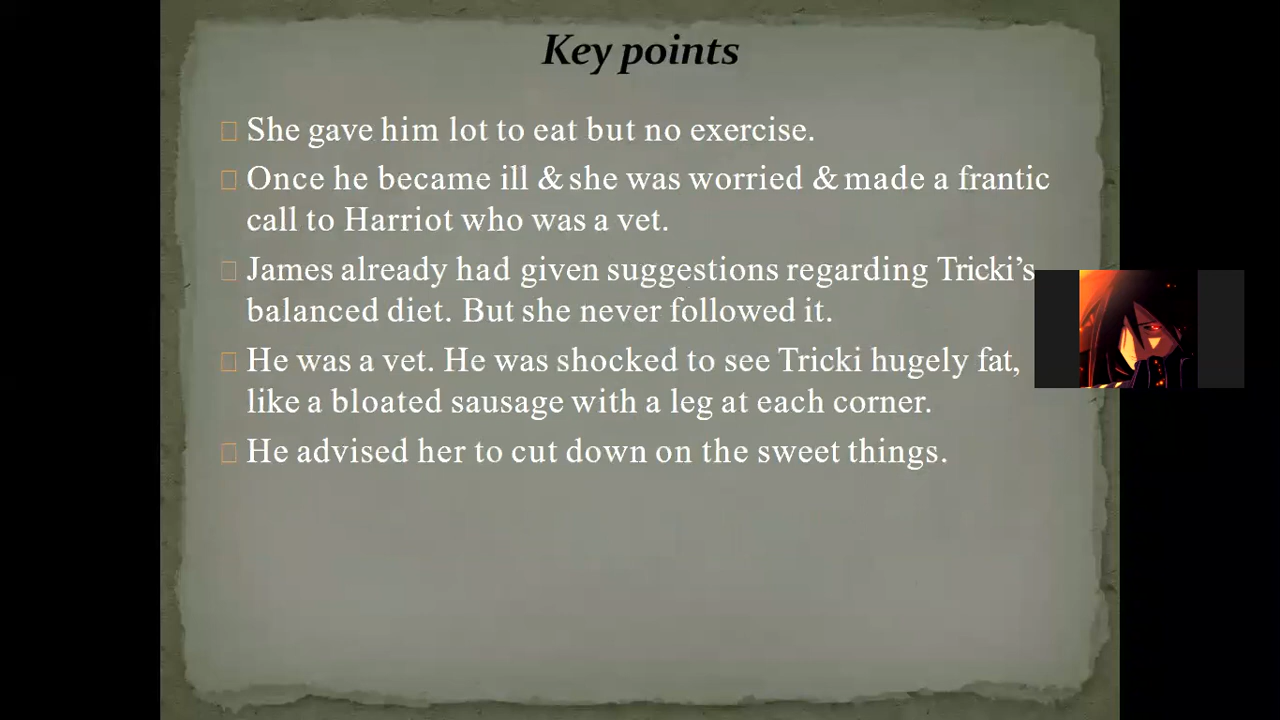 Key points
She gave him lot to eat but no exercise.
Once he became ill & she was worried & made a frantic
call to Harriot who was a vet.
James already had given suggestions regarding Tricki’s
balanced diet. But she never followed it.
He was a vet. He was shocked to see Tricki hugely fat,
like a bloated sausage with a leg at each corner.
He advised her to cut down on the sweet things.